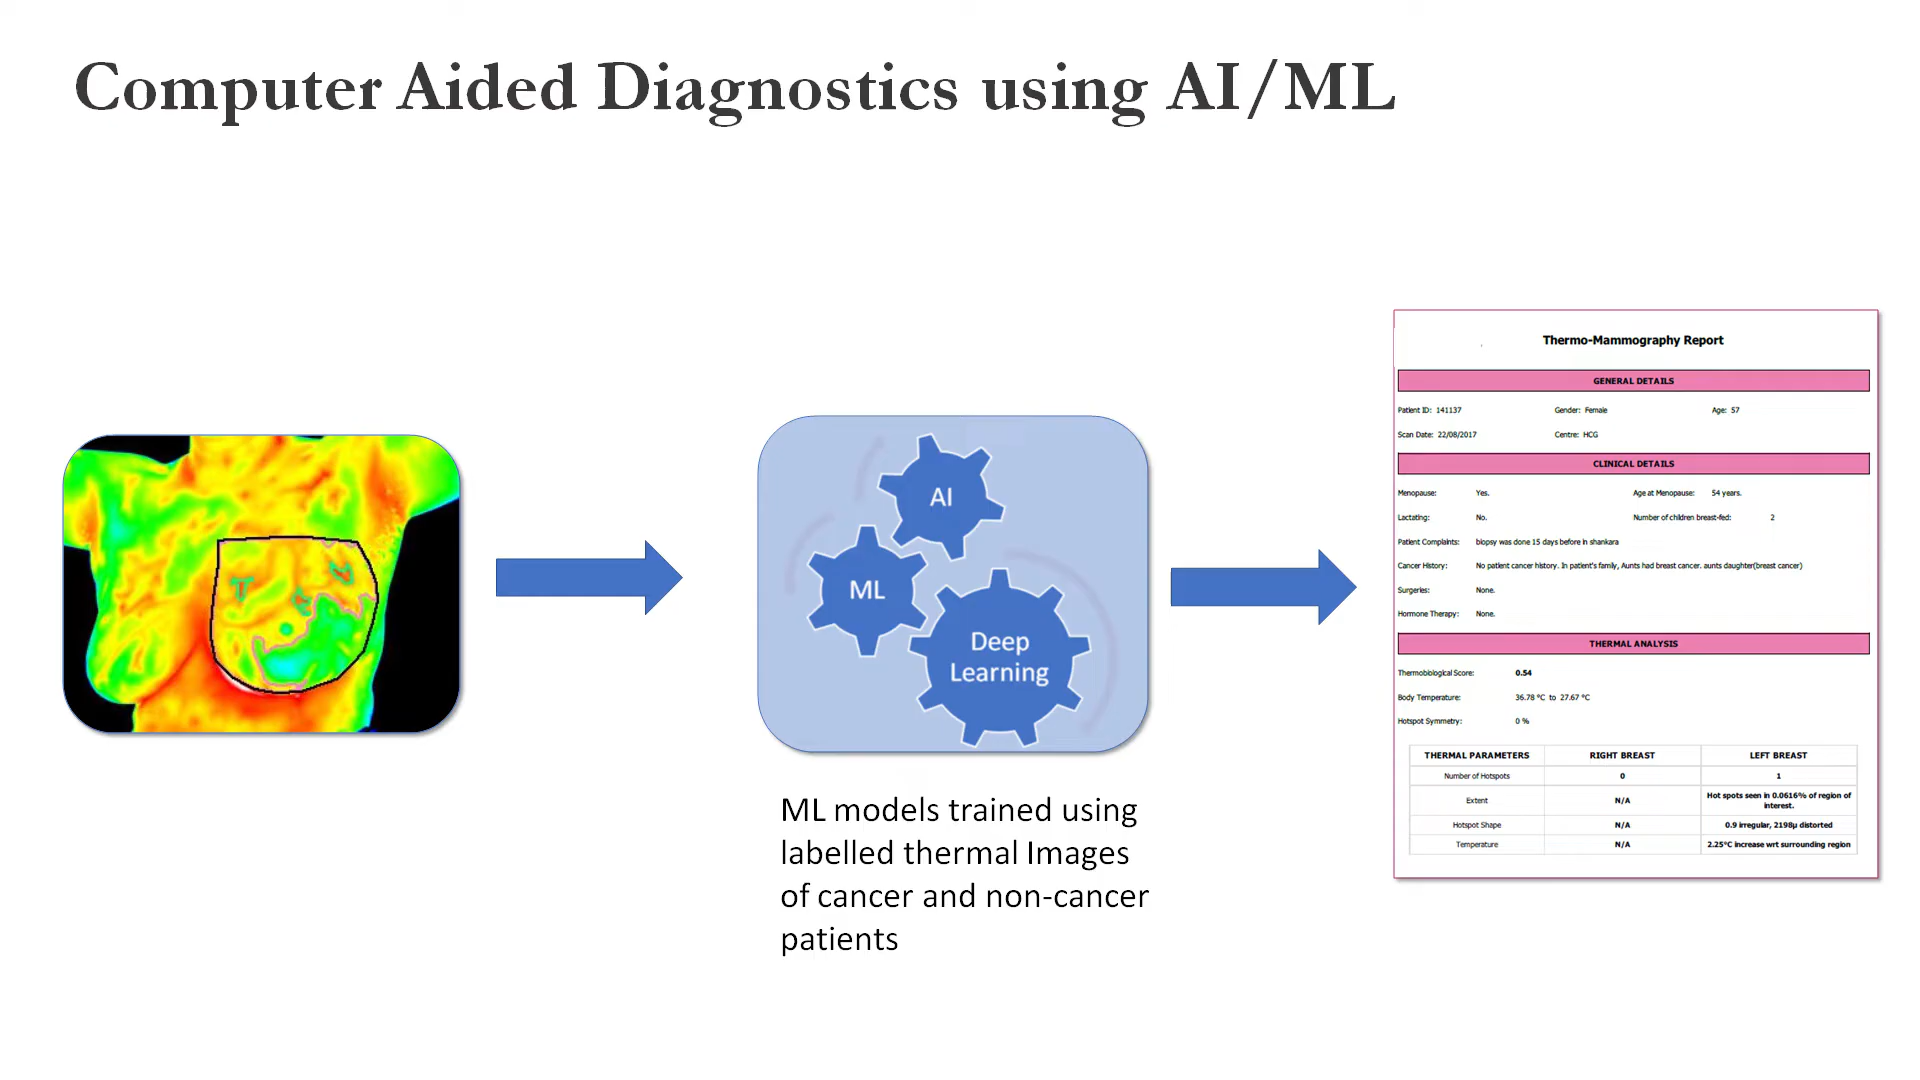 Computer Aided Diagnostics using AI/ML
AI
ML
Deep
Learning
ML models trained using
labelled thermal Images
of cancer and non-cancer
patients
Thermo-Mammography Report
GENERAL DETAILS
Patient ID: 141137 Gender: Female Age: 57
Scan Date: 22/08/2017 Centre: HCG
CLINICAL DETAILS
Menopause: Yes. Age at Menopause: 54 years.
Lactating: No. Number of children breast-fed: 2
Patient Complaints: biopsy was done 15 days before in shankara
Cancer History: No patient cancer history. In patient's family, Aunts had breast cancer. aunts daughter(breast cancer)
Surgeries: None.
Hormone Therapy: None.
THERMAL ANALYSIS
Thermobiological Score: 0.54
Body Temperature: 36.78 °C to 27.67 °C
Hotspot Symmetry: 0 %
THERMAL PARAMETERS RIGHT BREAST LEFT BREAST
Number of Hotspots 0 1
Extent N/A Hot spots seen in 0.0616% of region of
interest.
Hotspot Shape N/A 0.9 irregular, 2198µ distorted
Temperature N/A 2.25°C increase wrt surrounding region